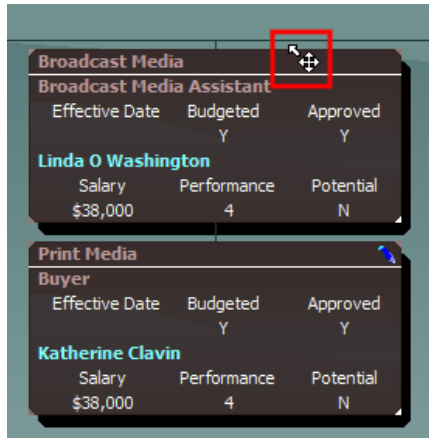 Broadcast Media
Broadcast Media Assistant
Effective Date Budgeted Approved
Y Y
Linda O Washington
Salary Performance Potential
$38,000 4 N
Print Media
Buyer
Effective Date Budgeted Approved
Y Y
Katherine Clavin
Salary Performance Potential
$38,000 4 N